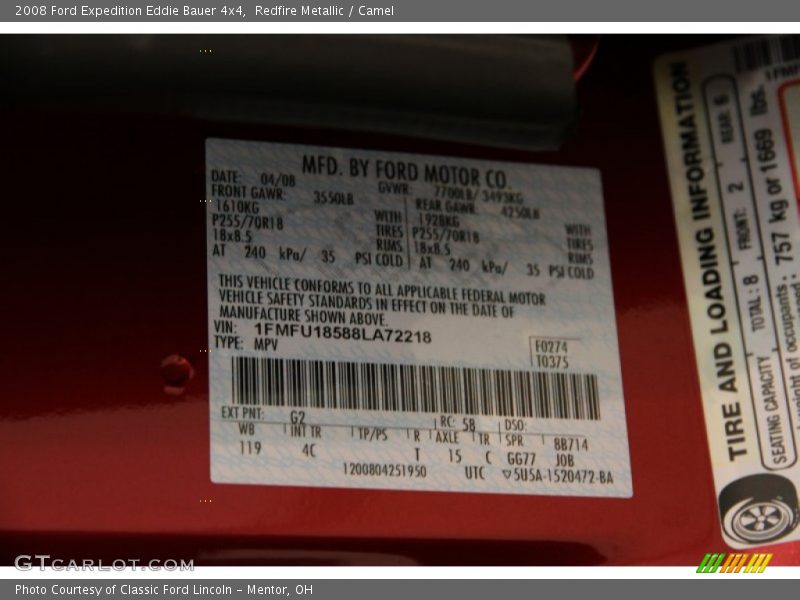 2008 Ford Expedition Eddie Bauer 4x4,  Redfire Metallic / Camel
MFD. BY FORD MOTOR CO.
DATE: 04/08 GVWR: 7700LB/ 3493KG
FRONT GAWR: 3550LB REAR GAWR: 4250LB
1610KG WITH 1928KG WITH
P255/70R18 TIRES P255/70R18 TIRES
18x8.5 RIMS 18x8.5 RIMS
AT 240 kPa/ 35 PSI COLD AT 240 kPa/ 35 PSI COLD
THIS VEHICLE CONFORMS TO ALL APPLICABLE FEDERAL MOTOR
VEHICLE SAFETY STANDARDS IN EFFECT ON THE DATE OF
MANUFACTURE SHOWN ABOVE.
VIN: 1FMFU18588LA72218
TYPE: MPV
F0274
T0375
EXT PNT: G2 RC: 58 DSO:
WB INT TR TP/PS R AXLE TR SPR 8B714
119 4C T 15 C GG77 JOB
1200804251950 UTC ▽5U5A-1520472-BA
TIRE AND LOADING INFORMATION
SEATING CAPACITY TOTAL: 8 FRONT: 2 REAR: 6
757 kg or 1669 lbs.
GTCARLOT.COM
Photo Courtesy of Classic Ford Lincoln - Mentor, OH